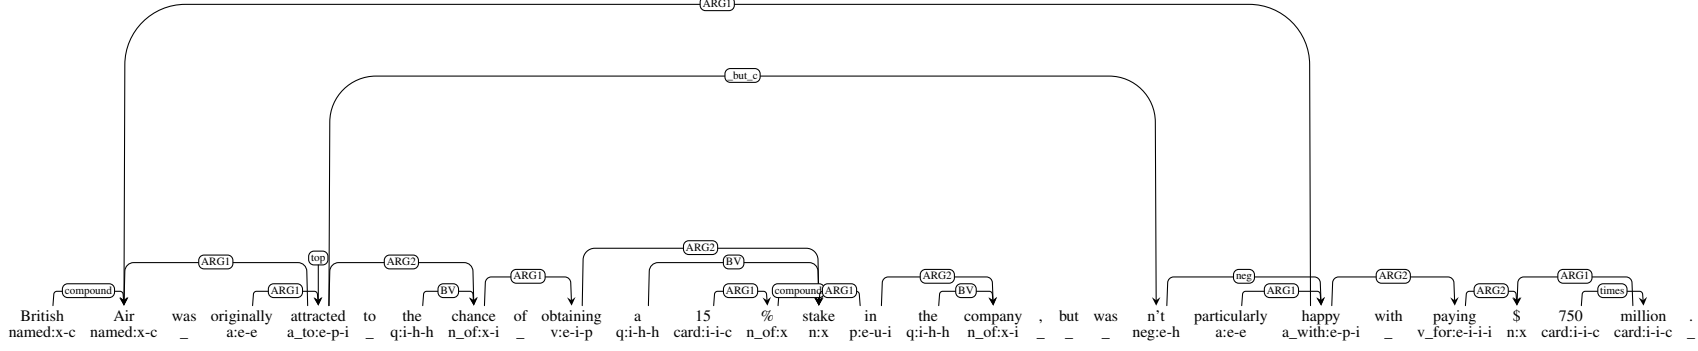 ARG1
_but_c
ARG2
top
BV
ARG1 ARG2 ARG1 ARG2 neg ARG2 ARG1
compound ARG1 BV ARG1 compound ARG1 BV ARG1 ARG2 times
British Air was originally attracted to the chance of obtaining a 15 % stake in the company , but was n't particularly happy with paying $ 750 million .
named:x-c named:x-c _ a:e-e a_to:e-p-i _ q:i-h-h n_of:x-i _ v:e-i-p q:i-h-h card:i-i-c n_of:x n:x p:e-u-i q:i-h-h n_of:x-i _ _ _ neg:e-h a:e-e a_with:e-p-i _ v_for:e-i-i-i n:x card:i-i-c card:i-i-c _